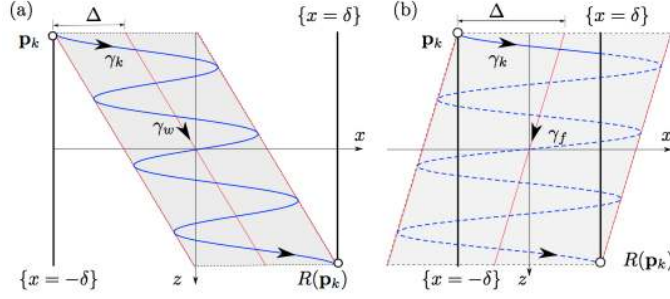 (a)
Δ
{x = δ}
p_k
γ_k
γ_w
x
{x = −δ}
z
R(p_k)
(b)
Δ
{x = δ}
p_k
γ_k
γ_f
x
{x = −δ}
z
R(p_k)